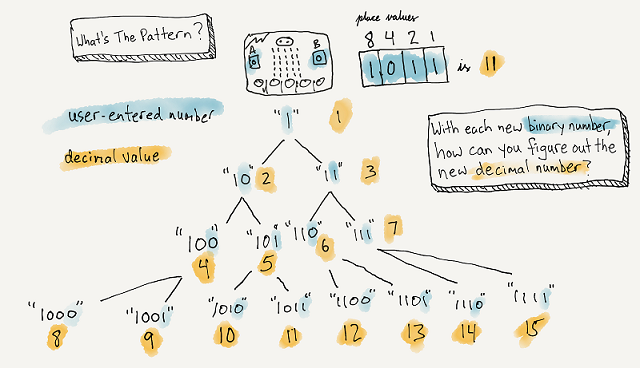 What's The Pattern?
A B
place values
8 4 2 1
1 0 1 1 is 11
user-entered number
decimal value
With each new binary number,
how can you figure out the
new decimal number?
"1" 1
"10" 2 "11" 3
"100" "101" "110" "111" 7
4 5 6
"1000" "1001" "1010" "1011" "1100" "1101" "1110" "1111"
8 9 10 11 12 13 14 15